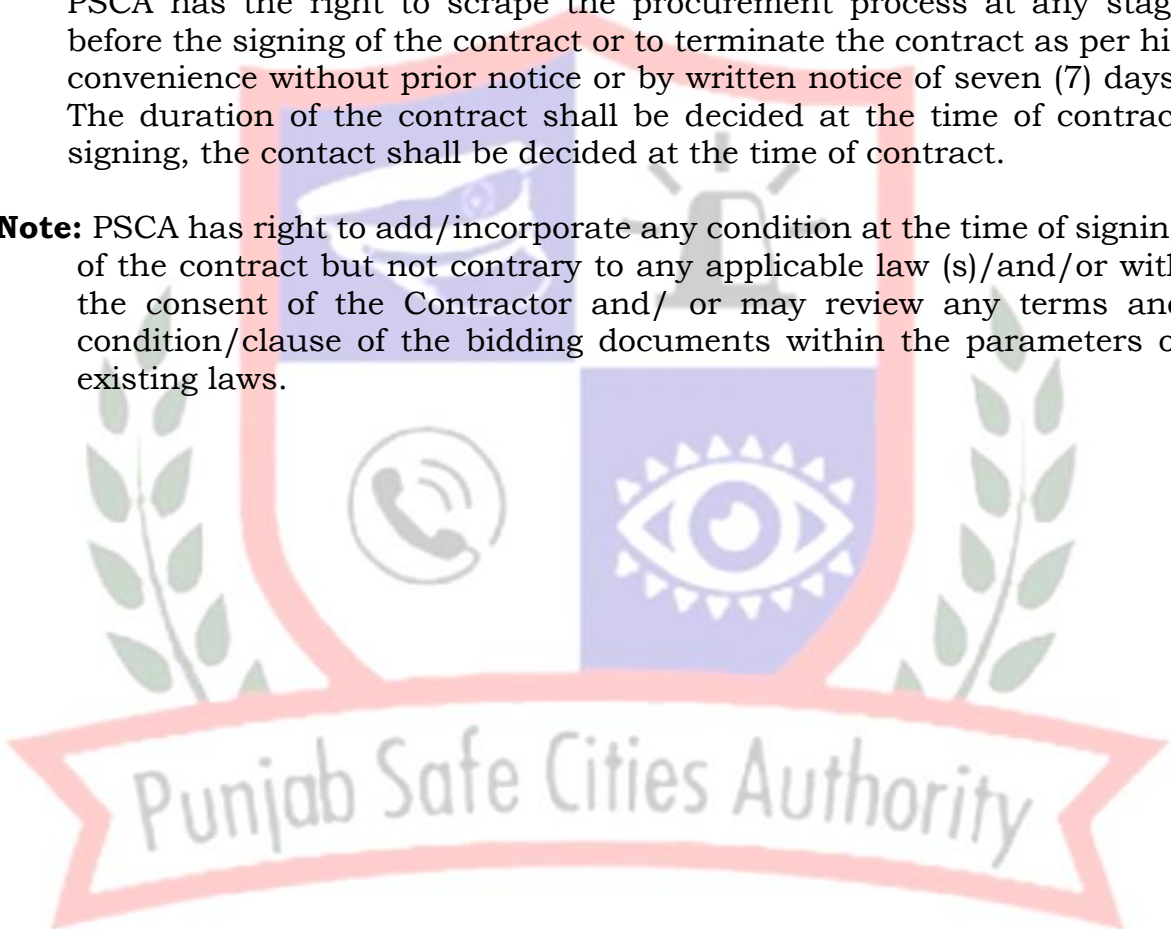 PSCA has the right to scrape the procurement process at any stag
before the signing of the contract or to terminate the contract as per hi
convenience without prior notice or by written notice of seven (7) days
The duration of the contract shall be decided at the time of contrac
signing, the contact shall be decided at the time of contract.
Note: PSCA has right to add/incorporate any condition at the time of signin
of the contract but not contrary to any applicable law (s)/and/or with
the consent of the Contractor and/ or may review any terms and
condition/clause of the bidding documents within the parameters o
existing laws.
Punjab Safe Cities Authority